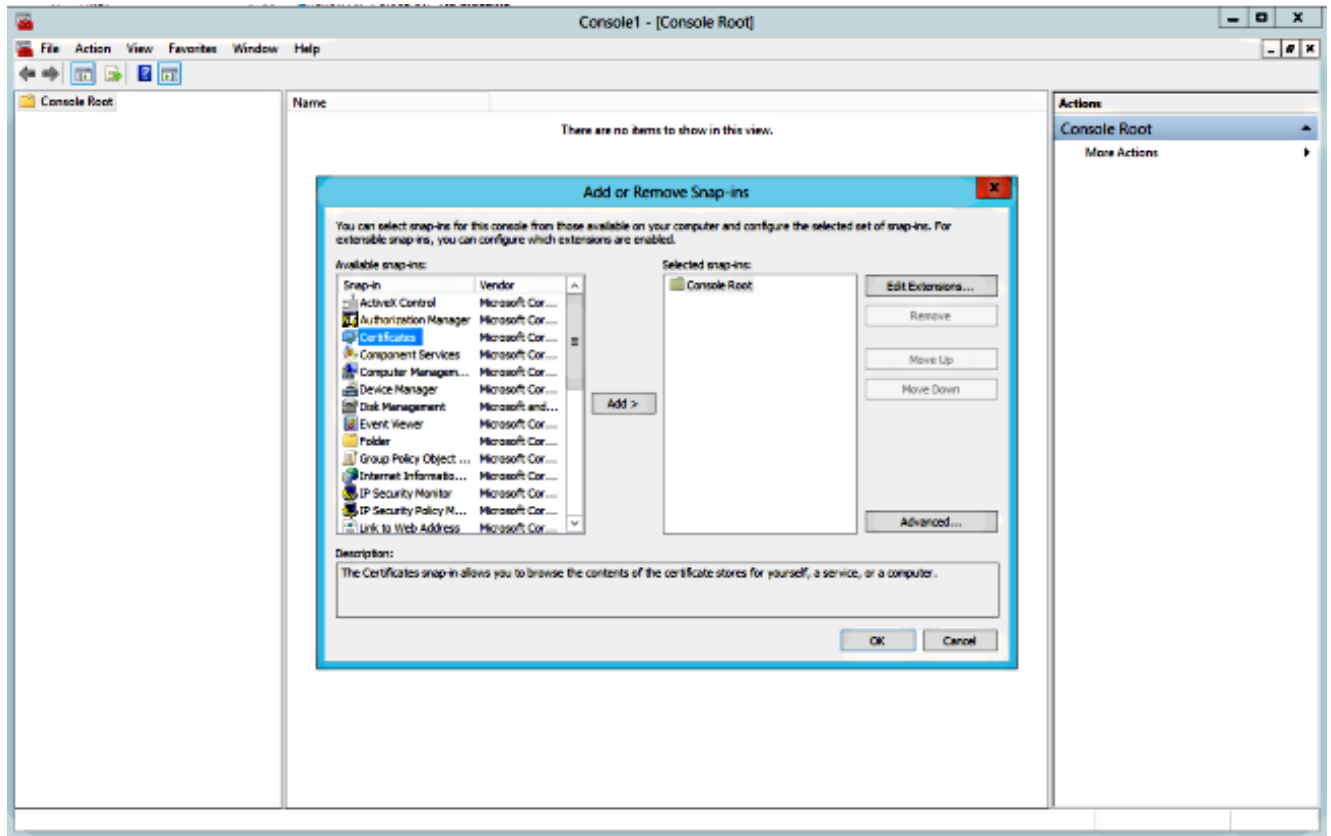 Console1 - [Console Root]
File Action View Favorites Window Help
Console Root
Name
There are no items to show in this view.
Actions
Console Root
More Actions
Add or Remove Snap-ins
You can select snap-ins for this console from those available on your computer and configure the selected set of snap-ins. For
extensible snap-ins, you can configure which extensions are enabled.
Available snap-ins:
Snap-in Vendor
ActiveX Control Microsoft Cor...
Authorization Manager Microsoft Cor...
Certificates Microsoft Cor...
Component Services Microsoft Cor...
Computer Managem... Microsoft Cor...
Device Manager Microsoft Cor...
Disk Management Microsoft and...
Event Viewer Microsoft Cor...
Folder Microsoft Cor...
Group Policy Object ... Microsoft Cor...
Internet Informatio... Microsoft Cor...
IP Security Monitor Microsoft Cor...
IP Security Policy M... Microsoft Cor...
Link to Web Address Microsoft Cor...
Add >
Selected snap-ins:
Console Root
Edit Extensions...
Remove
Move Up
Move Down
Advanced...
Description:
The Certificates snap-in allows you to browse the contents of the certificate stores for yourself, a service, or a computer.
OK
Cancel